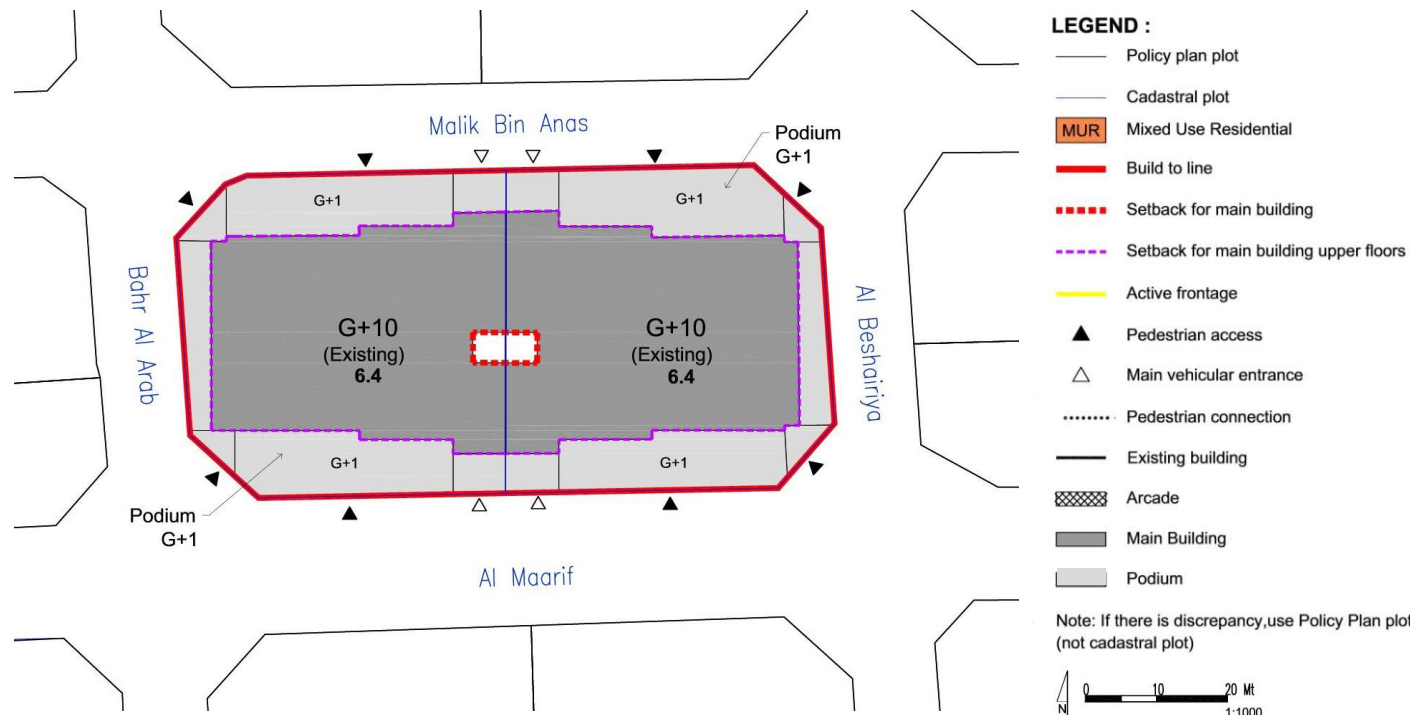 Malik Bin Anas
Podium
G+1
G+1
G+1
Bahr Al Arab
G+10
(Existing)
6.4
G+10
(Existing)
6.4
Al Beshairiya
G+1
G+1
Podium
G+1
Al Maarif
LEGEND :
Policy plan plot
Cadastral plot
MUR
Mixed Use Residential
Build to line
Setback for main building
Setback for main building upper floors
Active frontage
Pedestrian access
Main vehicular entrance
Pedestrian connection
Existing building
Arcade
Main Building
Podium
Note: If there is discrepancy,use Policy Plan plot
(not cadastral plot)
N
0 10 20 Mt
1:1000